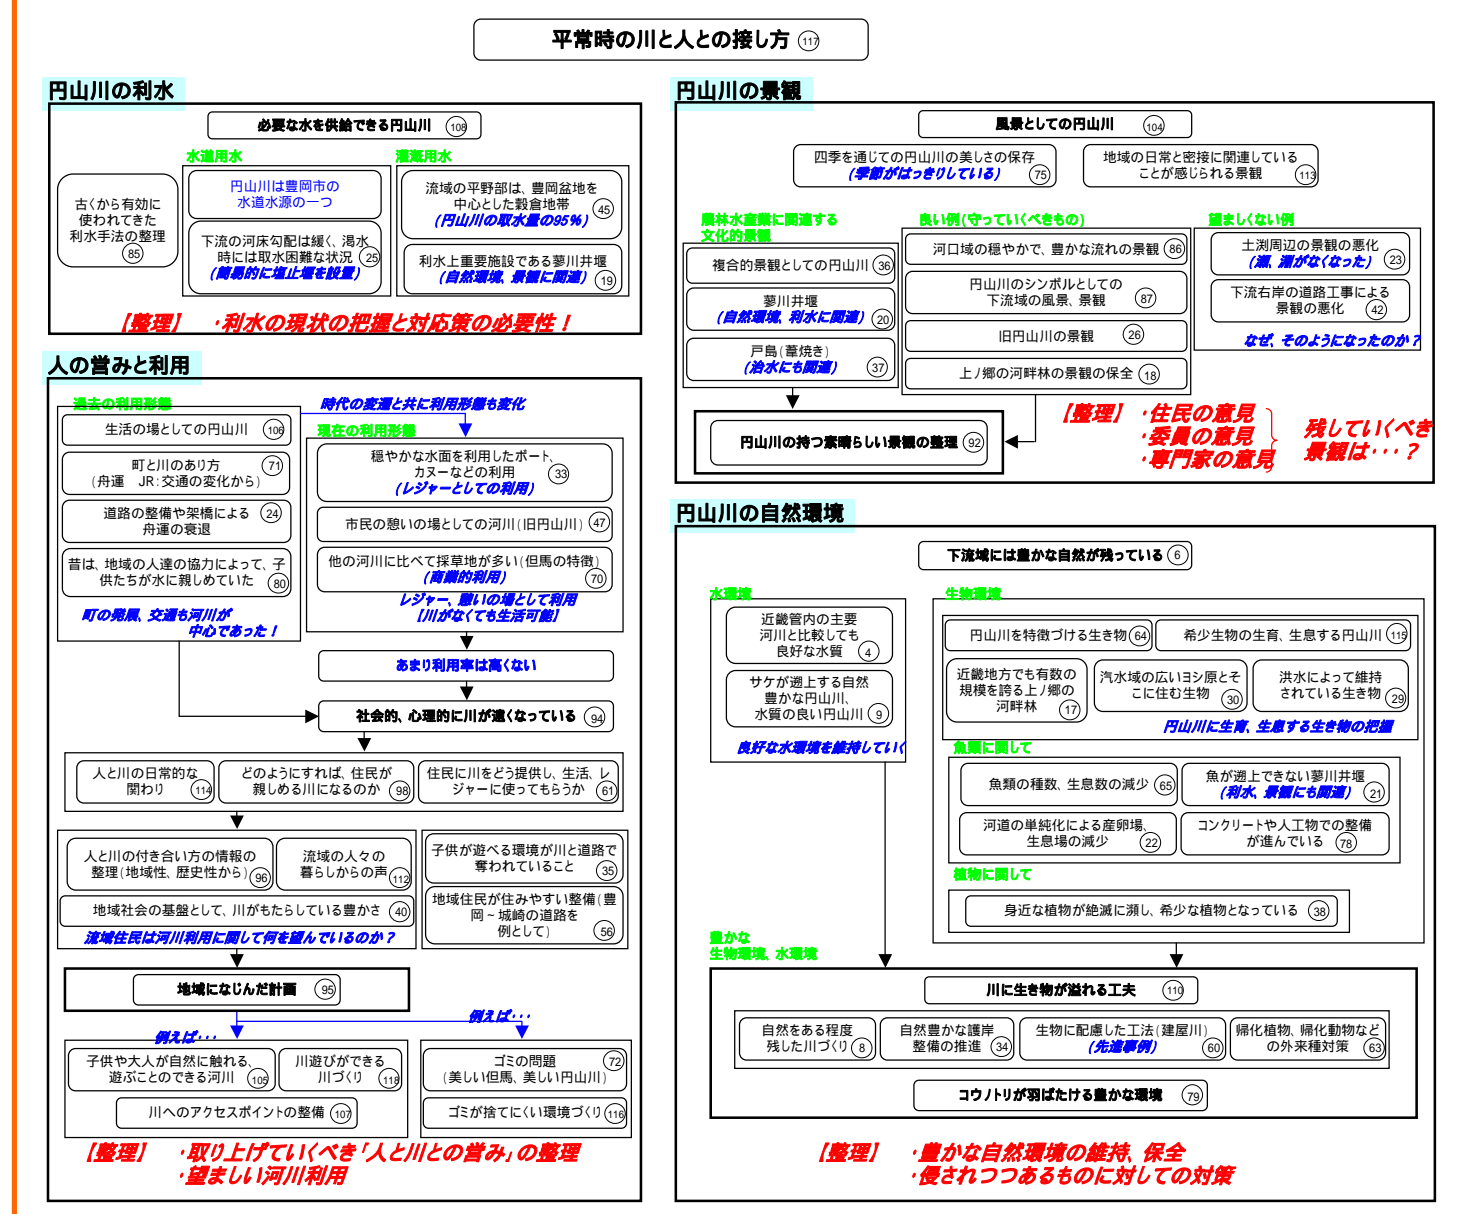 平常時の川と人との接し方 117
円山川の利水
必要な水を供給できる円山川 108
水道用水
灌漑用水
古くから有効に
使われてきた
利水手法の整理
85
円山川は豊岡市の
水道水源の一つ
下流の河床勾配は緩く、渇水
時には取水困難な状況 25
(簡易的に塩止堰を設置)
流域の平野部は、豊岡盆地を
中心とした穀倉地帯 45
(円山川の取水量の95%)
利水上重要施設である蓼川井堰
(自然環境、景観に関連) 19
【整理】 ・利水の現状の把握と対応策の必要性！
円山川の景観
風景としての円山川 104
四季を通じての円山川の美しさの保存
(季節がはっきりしている) 75
地域の日常と密接に関連している
ことが感じられる景観 113
農林水産業に関連する
文化的景観
複合的景観としての円山川 36
蓼川井堰
(自然環境、利水に関連) 20
戸島(葦焼き)
(治水にも関連) 37
良い例(守っていくべきもの)
河口域の穏やかで、豊かな流れの景観 86
円山川のシンボルとしての
下流域の風景、景観 87
旧円山川の景観 26
上ノ郷の河畔林の景観の保全 18
望ましくない例
土渕周辺の景観の悪化
(瀬、淵がなくなった) 23
下流右岸の道路工事による
景観の悪化 42
なぜ、そのようになったのか？
円山川の持つ素晴らしい景観の整理 92
【整理】 ・住民の意見
・委員の意見
・専門家の意見
残していくべき
景観は・・・？
人の営みと利用
過去の利用形態
生活の場としての円山川 106
町と川のあり方 71
(舟運 JR:交通の変化から)
道路の整備や架橋による 24
舟運の衰退
昔は、地域の人達の協力によって、子
供たちが水に親しめていた 80
町の発展、交通も河川が
中心であった！
時代の変遷と共に利用形態も変化
現在の利用形態
穏やかな水面を利用したボート、
カヌーなどの利用 33
(レジャーとしての利用)
市民の憩いの場としての河川(旧円山川) 47
他の河川に比べて採草地が多い(但馬の特徴)
(商業的利用) 70
レジャー、憩いの場として利用
【川がなくても生活可能】
あまり利用率は高くない
社会的、心理的に川が遠くなっている 94
人と川の日常的な
関わり 114
どのようにすれば、住民が
親しめる川になるのか 98
住民に川をどう提供し、生活、レ
ジャーに使ってもらうか 61
人と川の付き合い方の情報の
整理(地域性、歴史性から) 96
流域の人々の
暮らしからの声 112
地域社会の基盤として、川がもたらしている豊かさ 40
流域住民は河川利用に関して何を望んでいるのか？
子供が遊べる環境が川と道路で
奪われていること 35
地域住民が住みやすい整備(豊
岡～城崎の道路を
例として) 56
地域になじんだ計画 95
例えば・・・
例えば・・・
子供や大人が自然に触れる、
遊ぶことのできる河川 105
川遊びができる
川づくり 118
川へのアクセスポイントの整備 107
ゴミの問題 72
(美しい但馬、美しい円山川)
ゴミが捨てにくい環境づくり 116
【整理】 ・取り上げていくべき「人と川との営み」の整理
・望ましい河川利用
円山川の自然環境
下流域には豊かな自然が残っている 6
水環境
近畿管内の主要
河川と比較しても
良好な水質 4
サケが遡上する自然
豊かな円山川、
水質の良い円山川 9
良好な水環境を維持していく
生物環境
円山川を特徴づける生き物 64
希少生物の生育、生息する円山川 115
近畿地方でも有数の
規模を誇る上ノ郷の
河畔林 17
汽水域の広いヨシ原とそ
こに住む生物 30
洪水によって維持
されている生き物 29
円山川に生育、生息する生き物の把握
魚類に関して
魚類の種数、生息数の減少 65
魚が遡上できない蓼川井堰
(利水、景観にも関連) 21
河道の単純化による産卵場、
生息場の減少 22
コンクリートや人工物での整備
が進んでいる 78
植物に関して
身近な植物が絶滅に瀕し、希少な植物となっている 38
豊かな
生物環境、水環境
川に生き物が溢れる工夫 110
自然をある程度
残した川づくり 8
自然豊かな護岸
整備の推進 34
生物に配慮した工法(建屋川)
(先進事例) 60
帰化植物、帰化動物など
の外来種対策 63
コウノトリが羽ばたける豊かな環境 79
【整理】 ・豊かな自然環境の維持、保全
・侵されつつあるものに対しての対策